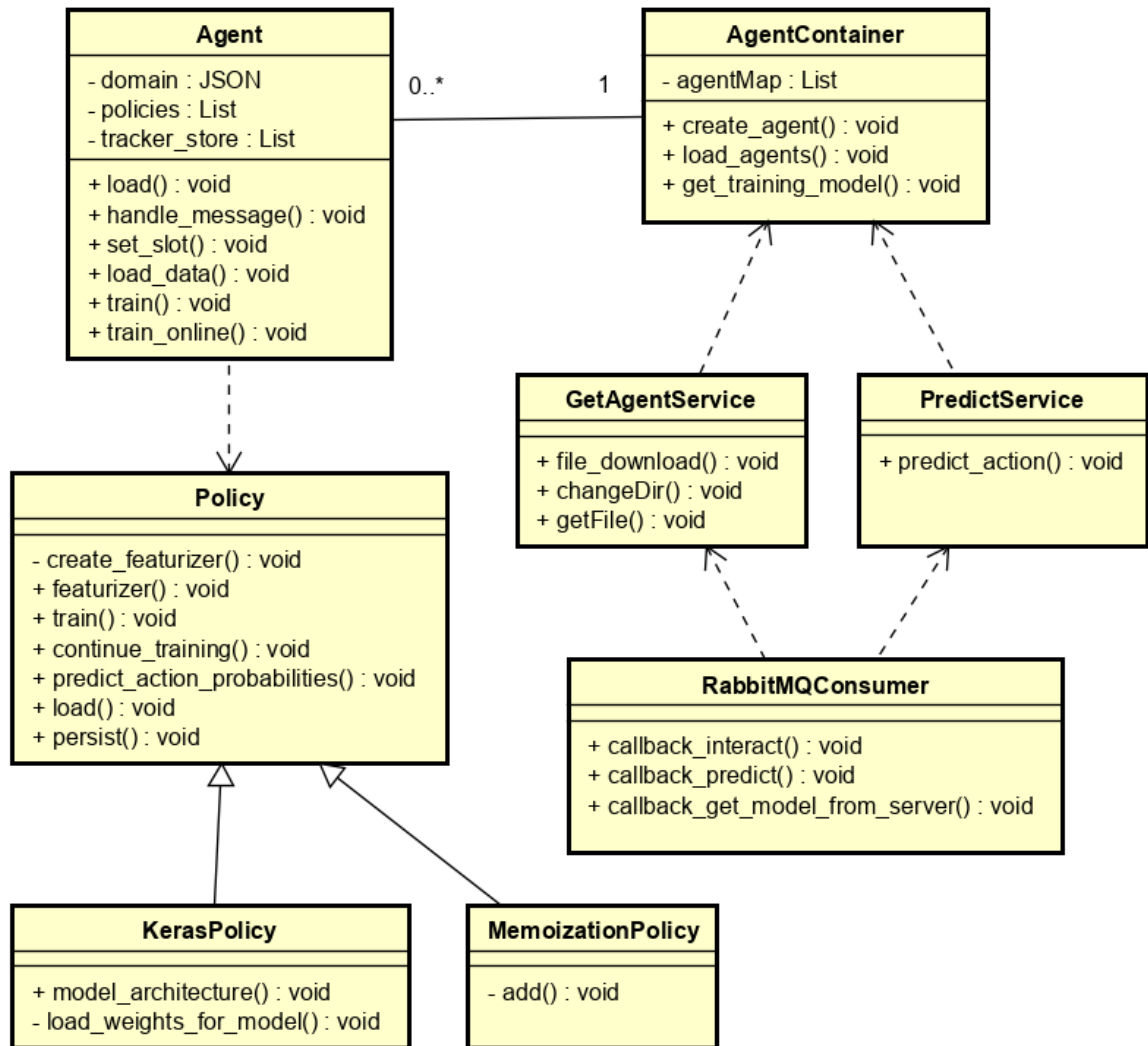 Agent
- domain : JSON
- policies : List
- tracker_store : List
+ load() : void
+ handle_message() : void
+ set_slot() : void
+ load_data() : void
+ train() : void
+ train_online() : void
0..*
1
AgentContainer
- agentMap : List
+ create_agent() : void
+ load_agents() : void
+ get_training_model() : void
GetAgentService
+ file_download() : void
+ changeDir() : void
+ getFile() : void
PredictService
+ predict_action() : void
Policy
- create_featurizer() : void
+ featurizer() : void
+ train() : void
+ continue_training() : void
+ predict_action_probabilities() : void
+ load() : void
+ persist() : void
RabbitMQConsumer
+ callback_interact() : void
+ callback_predict() : void
+ callback_get_model_from_server() : void
KerasPolicy
+ model_architecture() : void
- load_weights_for_model() : void
MemoizationPolicy
- add() : void